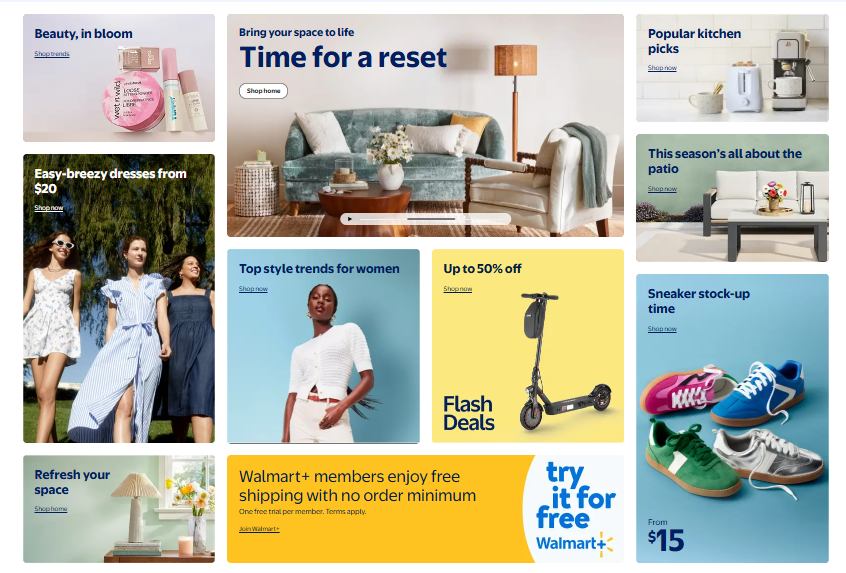 Beauty, in bloom
Shop trends
wet n wild
Easy-breezy dresses from
$20
Shop now
Refresh your
space
Shop home
Bring your space to life
Time for a reset
Shop home
Top style trends for women
Shop now
Up to 50% off
Shop now
Flash
Deals
Walmart+ members enjoy free
shipping with no order minimum
One free trial per member. Terms apply.
Join Walmart+
try
it for
free
Walmart+
Popular kitchen
picks
Shop now
This season's all about the
patio
Shop now
Sneaker stock-up
time
Shop now
From
$15